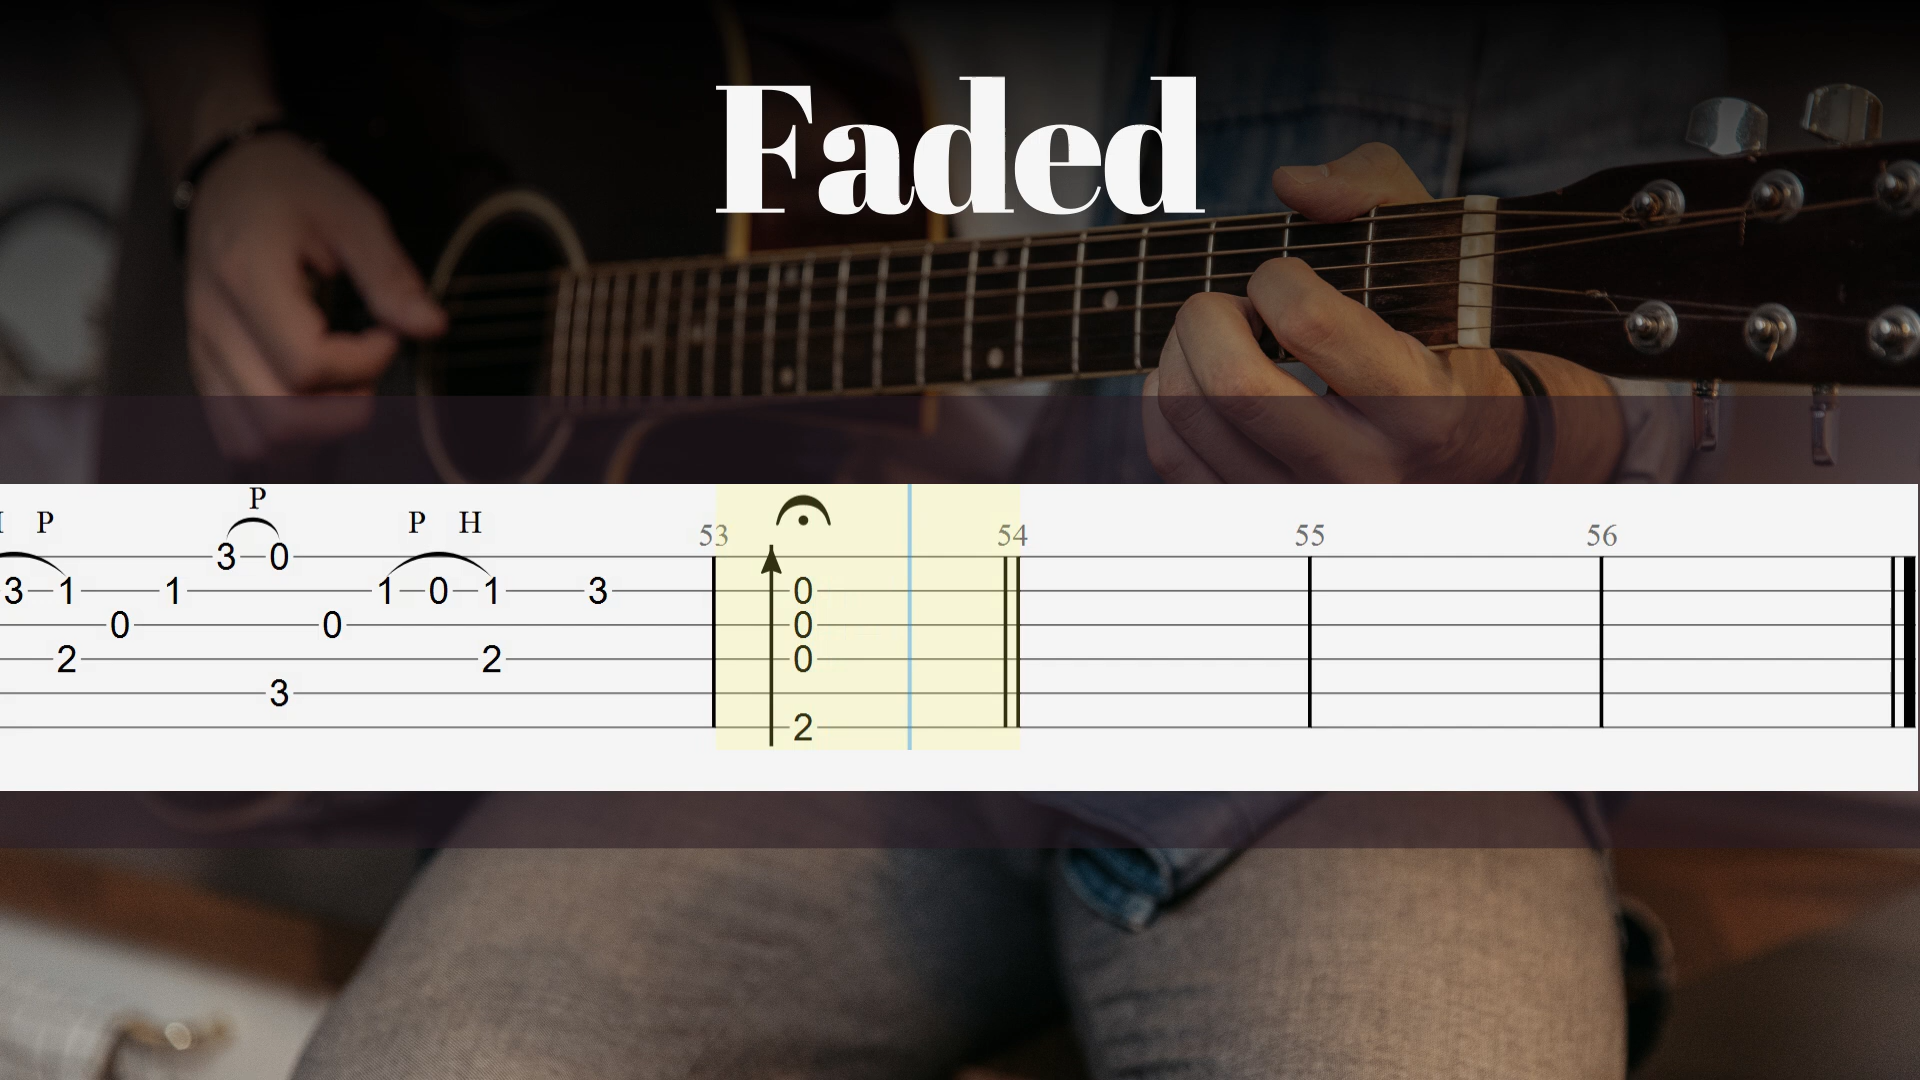 Faded
P
P P H 53 54 55 56
3 0
3 1 1 1 0 1 3 0
0 0 0
2 2 0
3
2